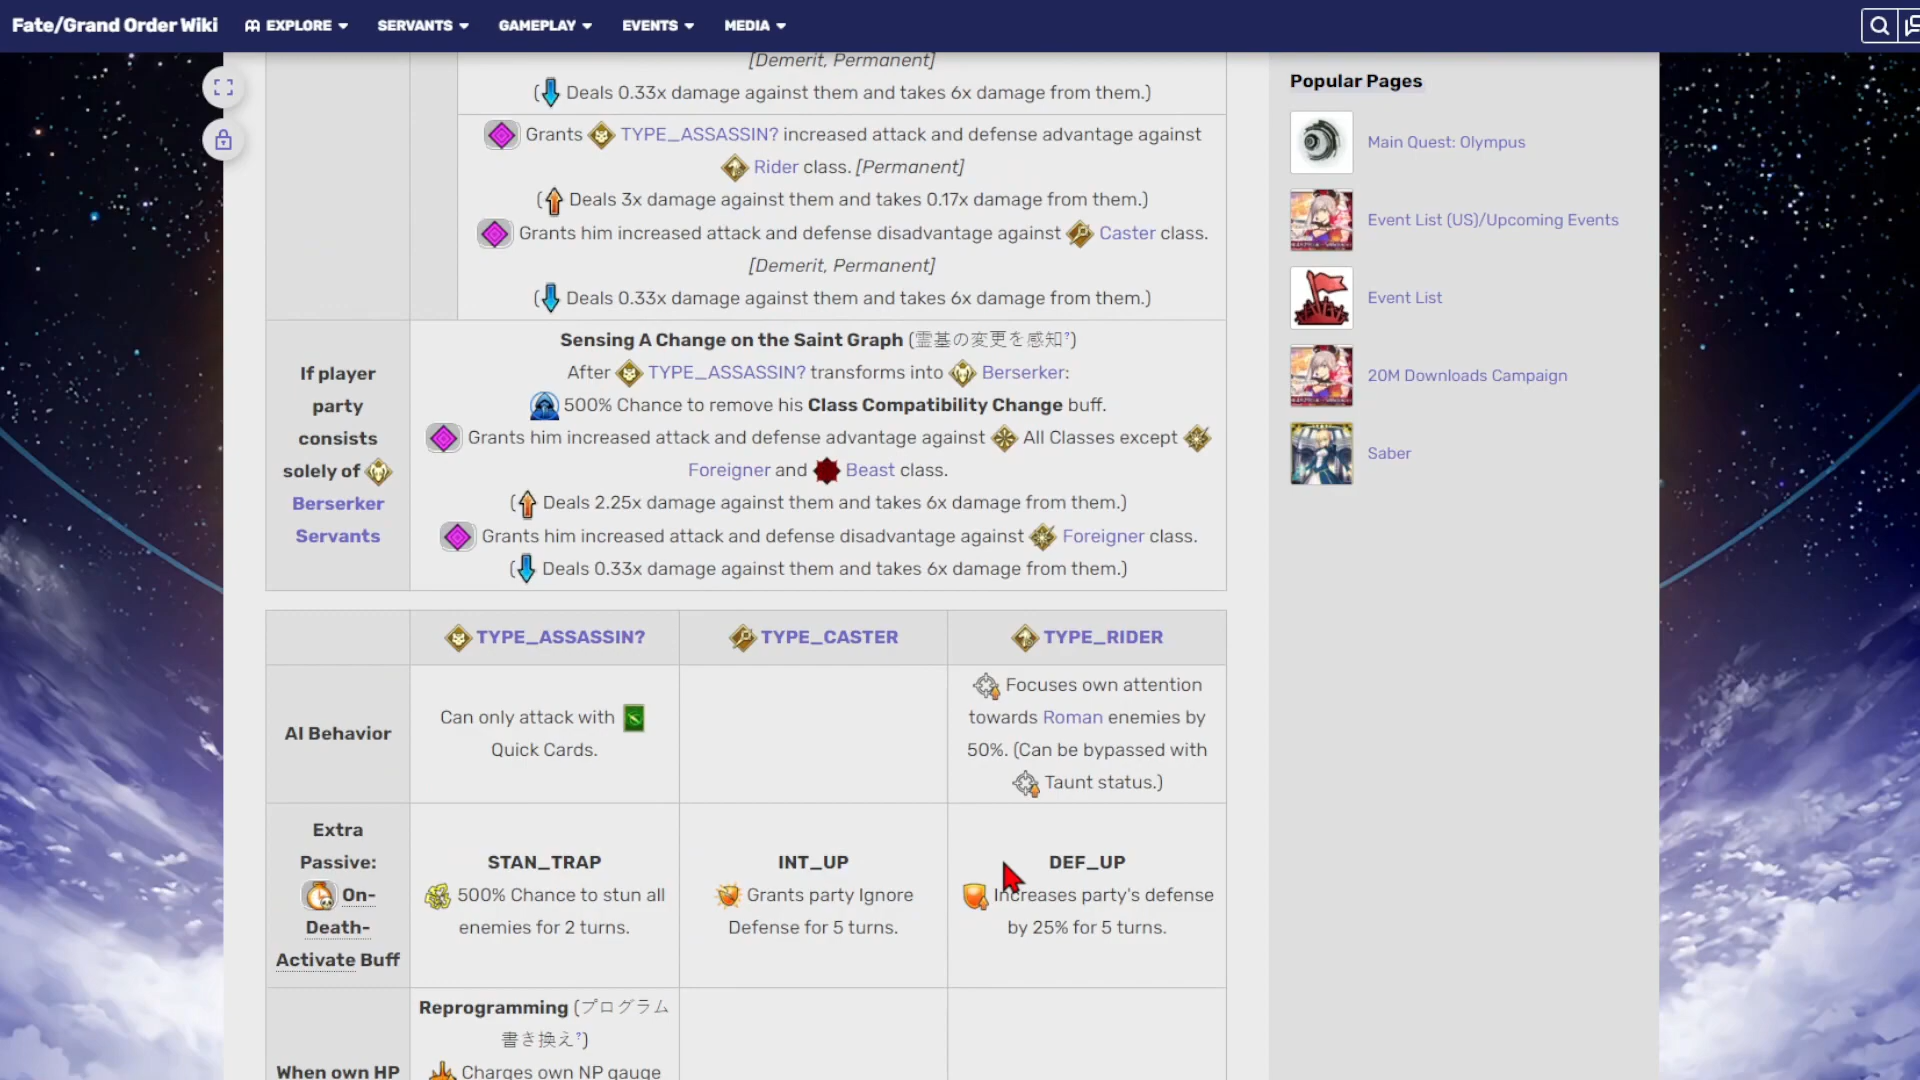 Fate/Grand Order Wiki EXPLORE SERVANTS GAMEPLAY EVENTS MEDIA
[Demerit, Permanent]
( Deals 0.33x damage against them and takes 6x damage from them.)
Grants TYPE_ASSASSIN? increased attack and defense advantage against
Rider class. [Permanent]
( Deals 3x damage against them and takes 0.17x damage from them.)
Grants him increased attack and defense disadvantage against Caster class.
[Demerit, Permanent]
( Deals 0.33x damage against them and takes 6x damage from them.)
If player
party
consists
solely of
Berserker
Servants
Sensing A Change on the Saint Graph (霊基の変更を感知?)
After TYPE_ASSASSIN? transforms into Berserker:
500% Chance to remove his Class Compatibility Change buff.
Grants him increased attack and defense advantage against All Classes except
Foreigner and Beast class.
( Deals 2.25x damage against them and takes 6x damage from them.)
Grants him increased attack and defense disadvantage against Foreigner class.
( Deals 0.33x damage against them and takes 6x damage from them.)
TYPE_ASSASSIN? TYPE_CASTER TYPE_RIDER
AI Behavior
Can only attack with
Quick Cards.
Focuses own attention
towards Roman enemies by
50%. (Can be bypassed with
Taunt status.)
Extra
Passive:
On-
Death-
Activate Buff
STAN_TRAP
500% Chance to stun all
enemies for 2 turns.
INT_UP
Grants party Ignore
Defense for 5 turns.
DEF_UP
Increases party's defense
by 25% for 5 turns.
When own HP
Reprogramming (プログラム
書き換え?)
Charges own NP gauge
Popular Pages
Main Quest: Olympus
Event List (US)/Upcoming Events
Event List
20M Downloads Campaign
Saber